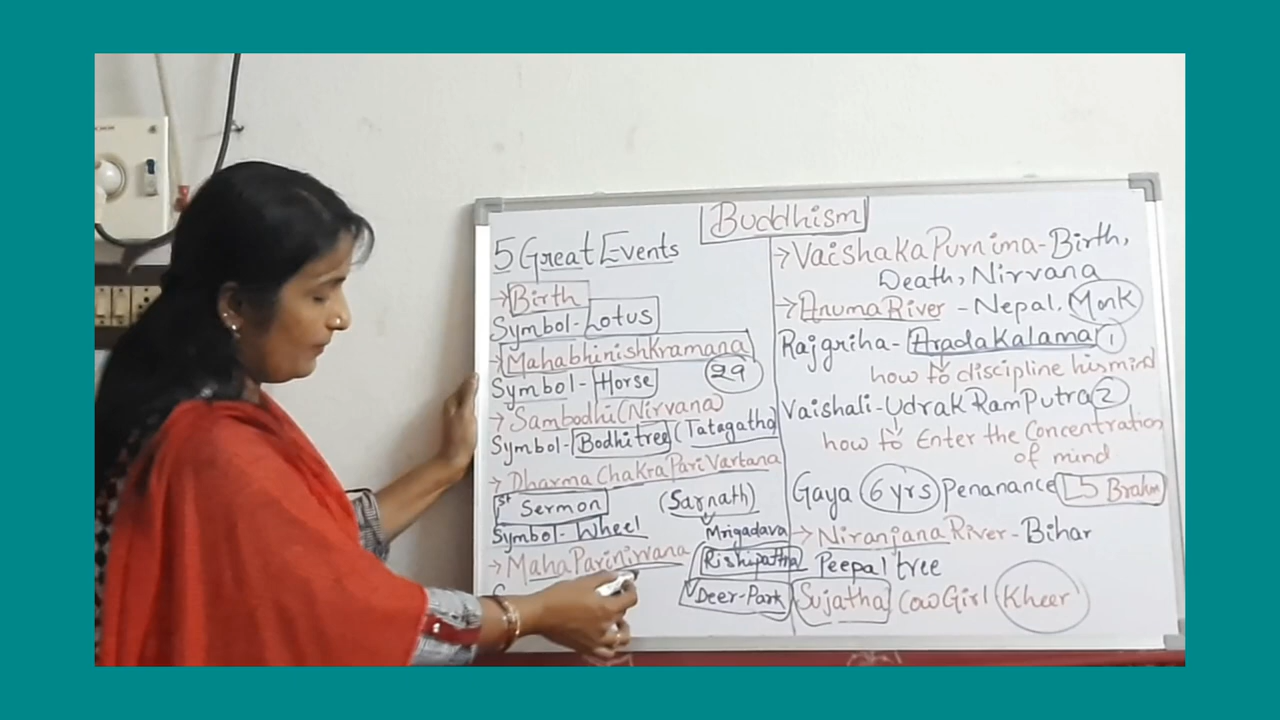 Buddhism
5 Great Events
→ Birth
Symbol - Lotus
→ Mahabhinishkramana
Symbol - Horse 29
→ Sambodhi (Nirvana)
Symbol - Bodhi tree (Tatagatha)
→ Dharma Chakra Pari Vartana
1st Sermon (Sarnath)
Symbol - Wheel Mrigadava
→ Maha Parinirvana Rishipattha
Deer-Park
→ Vaishaka Purnima - Birth,
Death, Nirvana
→ Anuma River - Nepal. Monk
Rajgriha - Arada Kalama 1
how to discipline his mind
Vaishali - Udrak Ram Putra 2
how to Enter the Concentration
of mind
Gaya 6 yrs Penanance 5 Brahm
→ Niranjana River - Bihar
Peepal tree
Sujatha Cow Girl Kheer